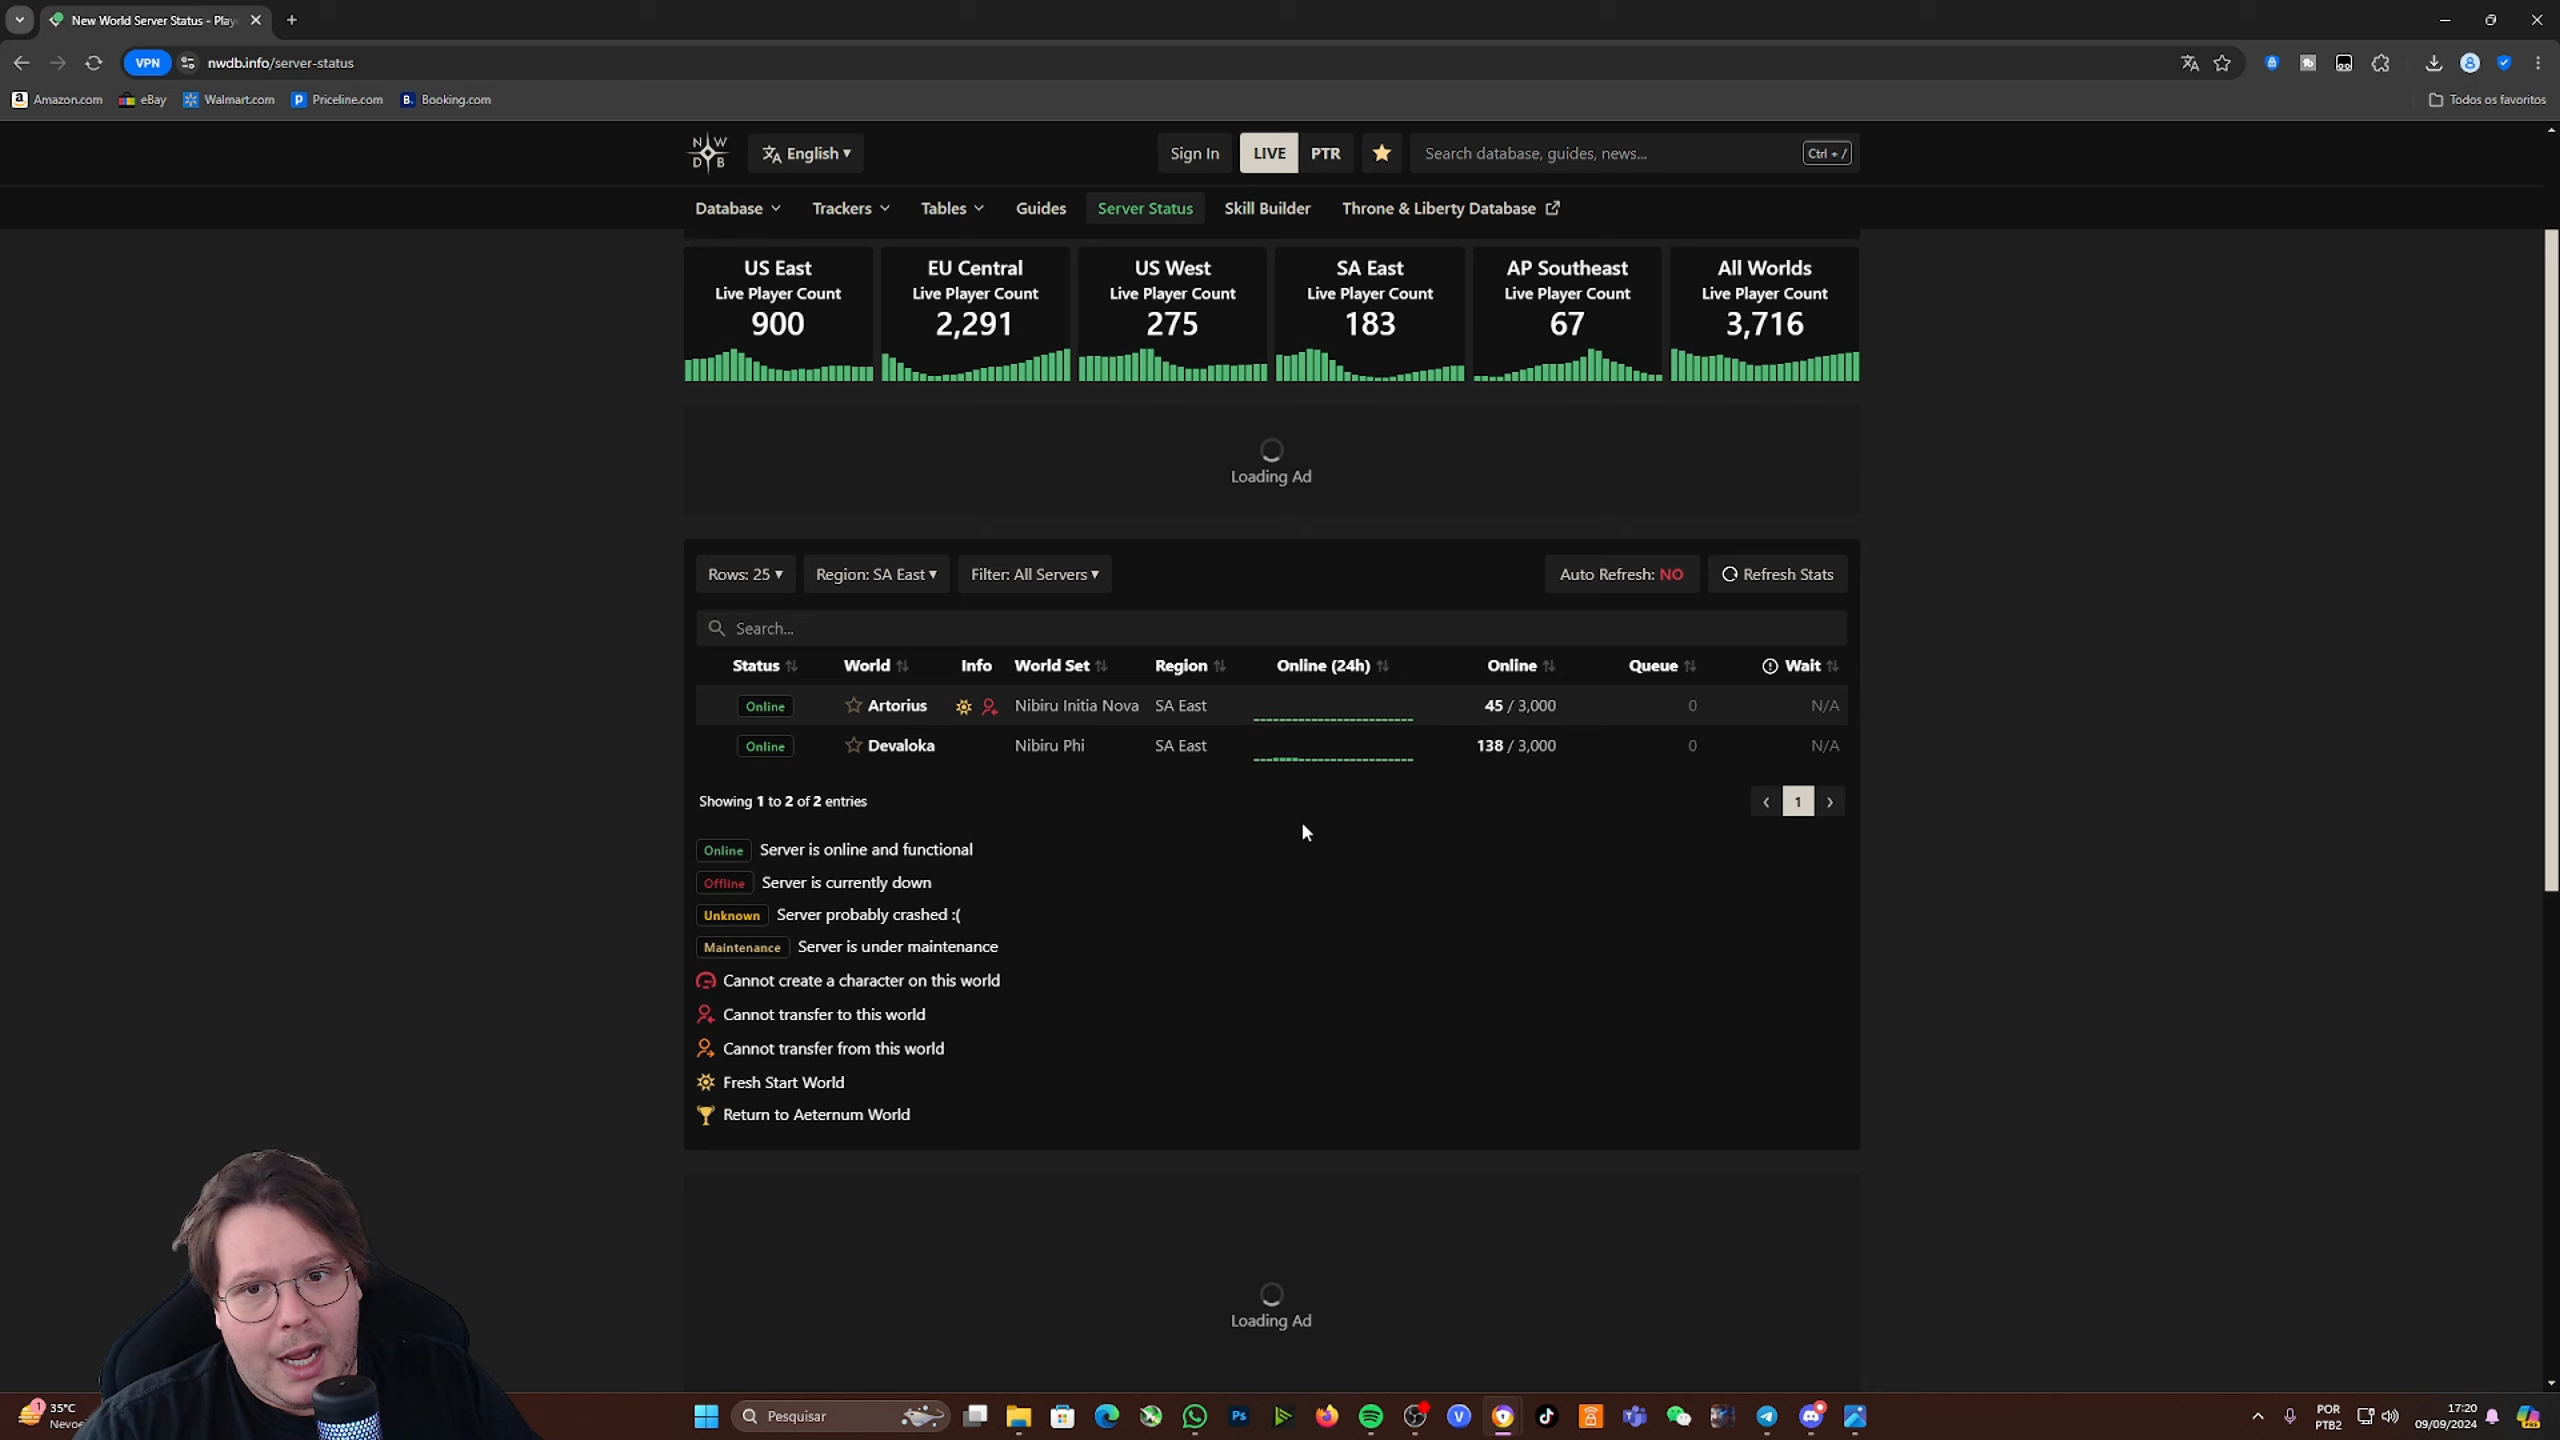 New World Server Status - Play
VPN
nwdb.info/server-status
Amazon.com
eBay
Walmart.com
Priceline.com
Booking.com
Todos os favoritos
N W D B
English ▾
Sign In
LIVE
PTR
Search database, guides, news...
Ctrl + /
Database
Trackers
Tables
Guides
Server Status
Skill Builder
Throne & Liberty Database
US East
Live Player Count
900
EU Central
Live Player Count
2,291
US West
Live Player Count
275
SA East
Live Player Count
183
AP Southeast
Live Player Count
67
All Worlds
Live Player Count
3,716
Loading Ad
Rows: 25 ▾
Region: SA East ▾
Filter: All Servers ▾
Auto Refresh: NO
Refresh Stats
Search...
Status World Info World Set Region Online (24h) Online Queue Wait
Online Artorius Nibiru Initia Nova SA East 45 / 3,000 0 N/A
Online Devaloka Nibiru Phi SA East 138 / 3,000 0 N/A
Showing 1 to 2 of 2 entries
‹ 1 ›
Online Server is online and functional
Offline Server is currently down
Unknown Server probably crashed :(
Maintenance Server is under maintenance
Cannot create a character on this world
Cannot transfer to this world
Cannot transfer from this world
Fresh Start World
Return to Aeternum World
Loading Ad
1
35°C
Pesquisar
Ps
V
POR
PTB2
17:20
09/09/2024